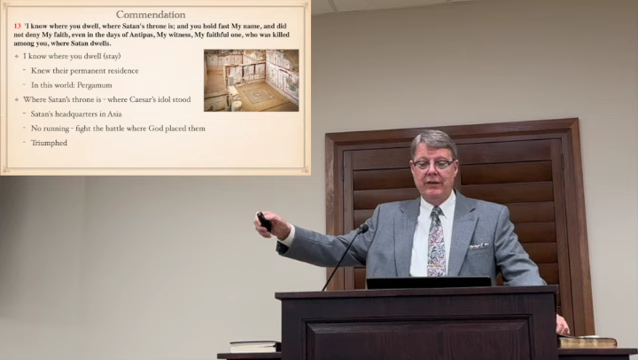 Commendation
13 'I know where you dwell, where Satan's throne is; and you hold fast My name, and did
not deny My faith, even in the days of Antipas, My witness, My faithful one, who was killed
among you, where Satan dwells.
I know where you dwell (stay)
- Knew their permanent residence
- In this world: Pergamum
Where Satan's throne is - where Caesar's idol stood
- Satan's headquarters in Asia
- No running - fight the battle where God placed them
- Triumphed